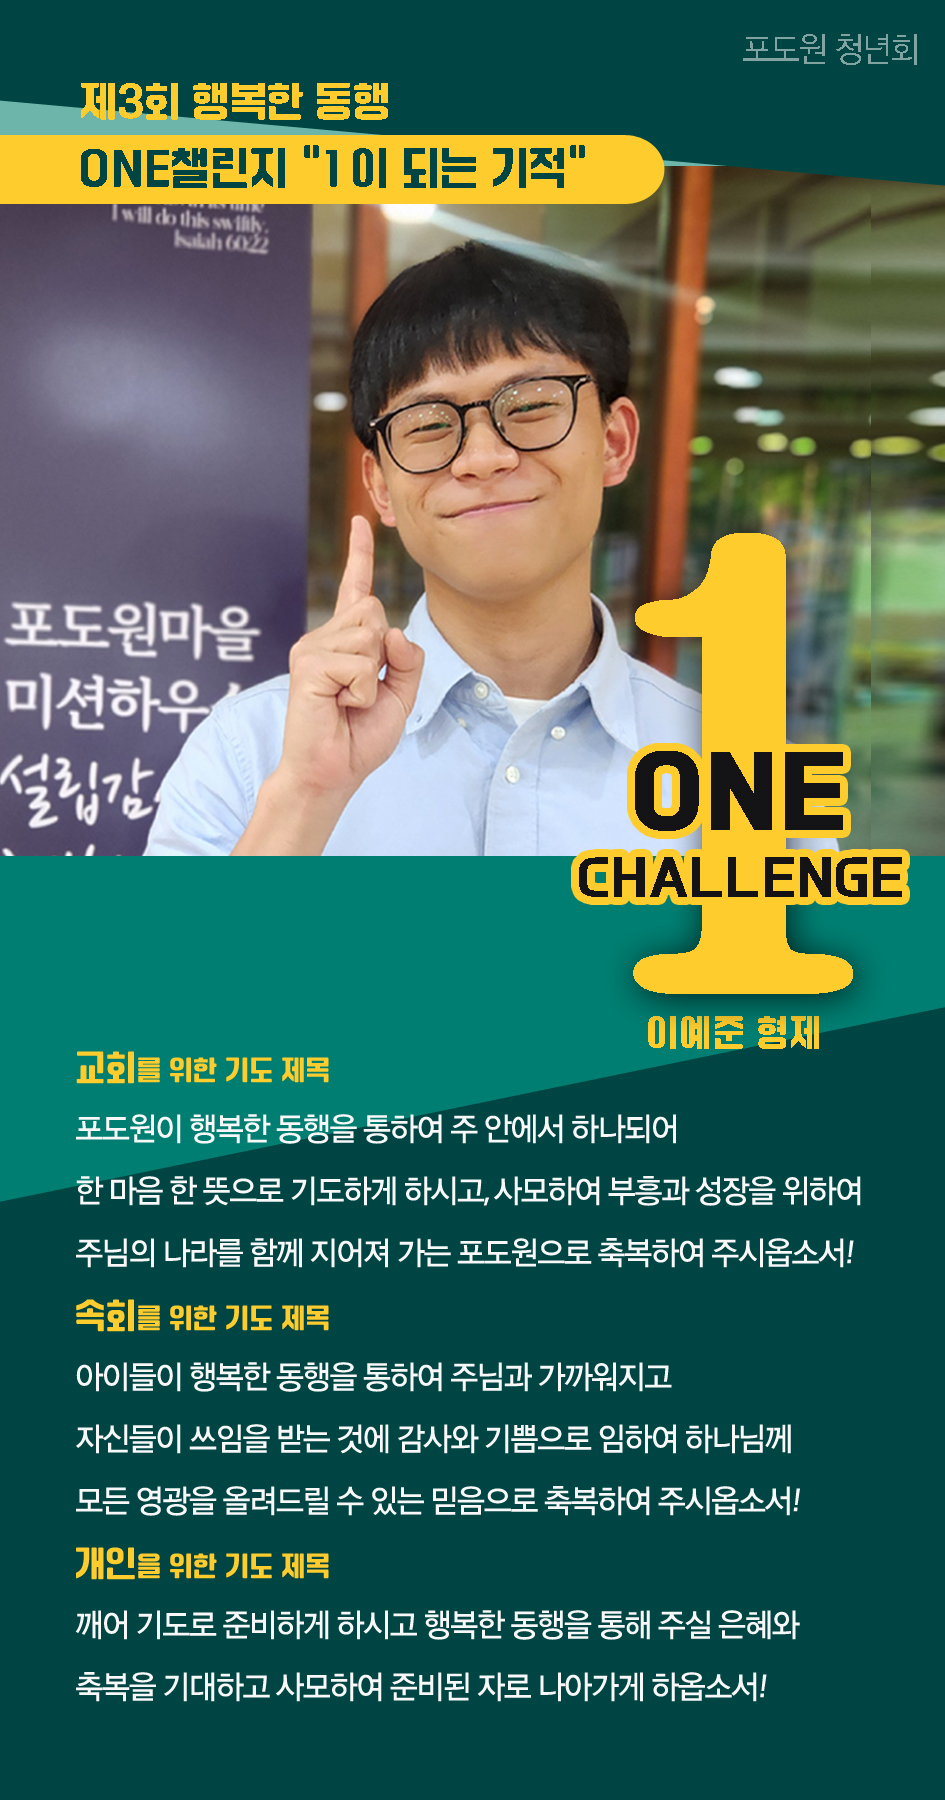 포도원 청년회
제3회 행복한 동행
ONE챌린지 "1이 되는 기적"
I will do this swiftly.
Isaiah 60:22
포도원마을
미션하우스
설립감
1
ONE
CHALLENGE
이예준 형제
교회를 위한 기도 제목
포도원이 행복한 동행을 통하여 주 안에서 하나되어
한 마음 한 뜻으로 기도하게 하시고, 사모하여 부흥과 성장을 위하여
주님의 나라를 함께 지어져 가는 포도원으로 축복하여 주시옵소서!
속회를 위한 기도 제목
아이들이 행복한 동행을 통하여 주님과 가까워지고
자신들이 쓰임을 받는 것에 감사와 기쁨으로 임하여 하나님께
모든 영광을 올려드릴 수 있는 믿음으로 축복하여 주시옵소서!
개인을 위한 기도 제목
깨어 기도로 준비하게 하시고 행복한 동행을 통해 주실 은혜와
축복을 기대하고 사모하여 준비된 자로 나아가게 하옵소서!